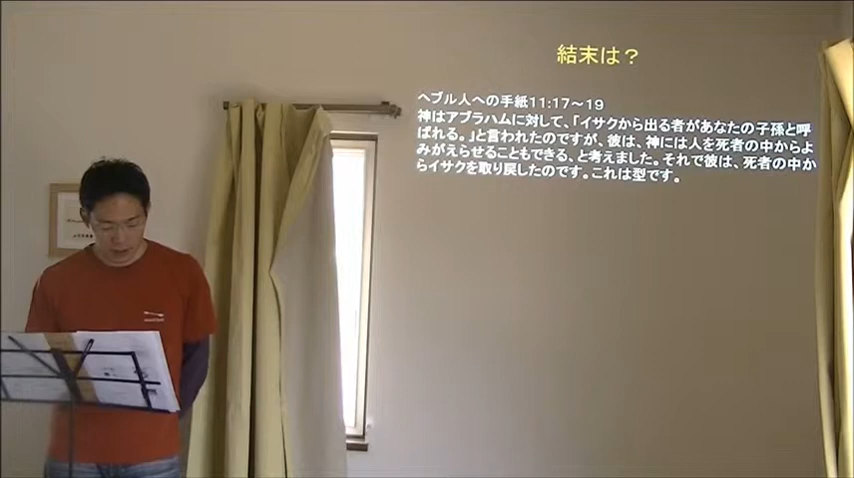 結末は？
ヘブル人への手紙11:17～19
神はアブラハムに対して、「イサクから出る者があなたの子孫と呼
ばれる。」と言われたのですが、彼は、神には人を死者の中からよ
みがえらせることもできる、と考えました。それで彼は、死者の中か
らイサクを取り戻したのです。これは型です。